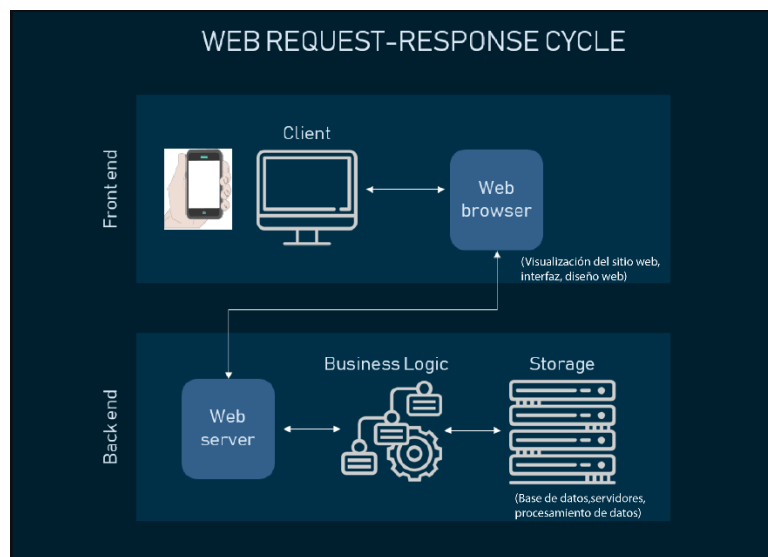 WEB REQUEST-RESPONSE CYCLE
Front end
Client
Web
browser
(Visualización del sitio web,
interfaz, diseño web)
Back end
Business Logic
Storage
Web
server
(Base de datos,servidores,
procesamiento de datos)